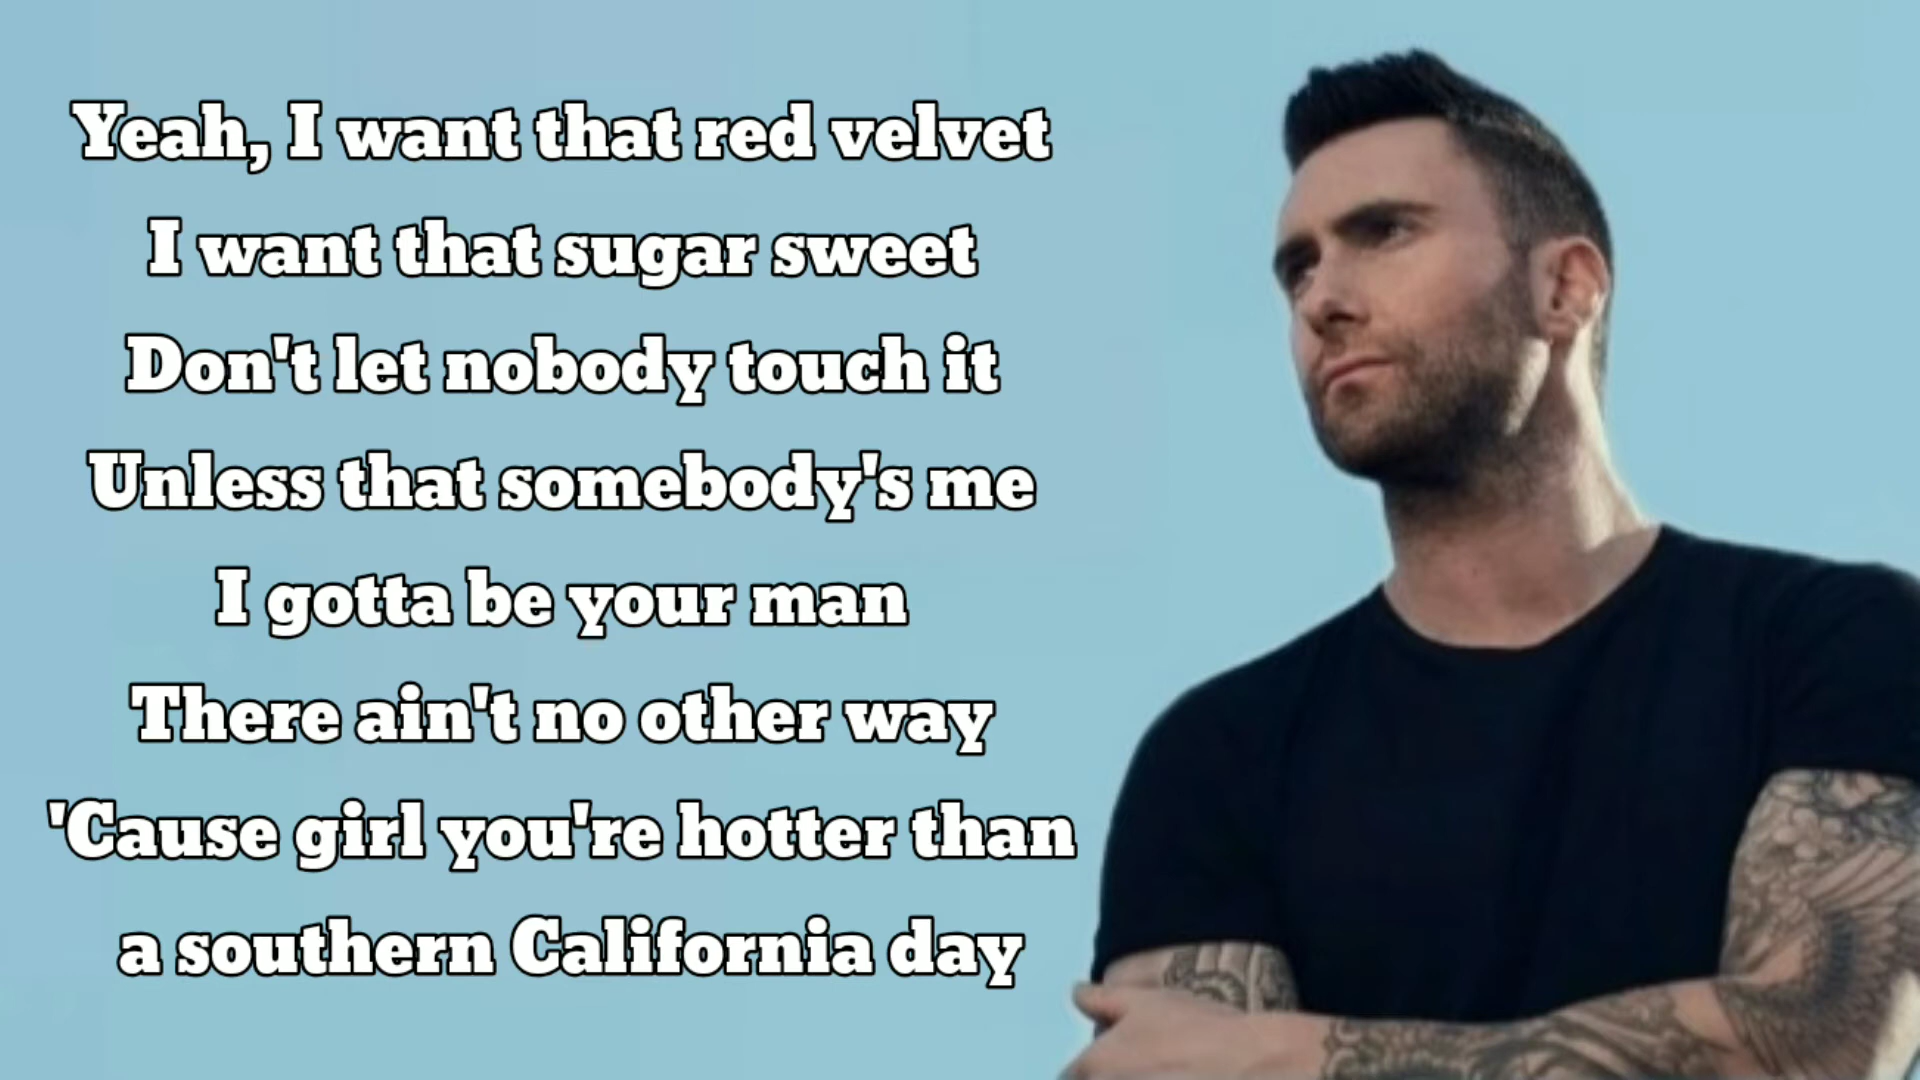 Yeah, I want that red velvet
I want that sugar sweet
Don't let nobody touch it
Unless that somebody's me
I gotta be your man
There ain't no other way
'Cause girl you're hotter than
a southern California day